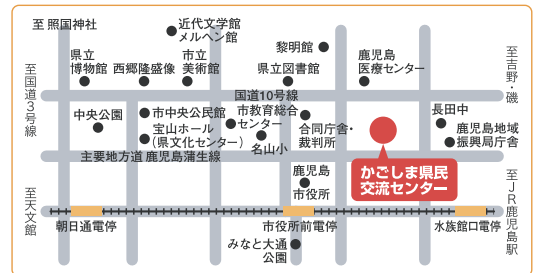 至 照国神社
近代文学館
メルヘン館
黎明館
県立
博物館
西郷隆盛像
市立
美術館
県立図書館
鹿児島
医療センター
至吉野・磯
至国道3号線
国道10号線
中央公園
市中央公民館
宝山ホール
(県文化センター)
市教育総合
センター
名山小
合同庁舎・
裁判所
長田中
鹿児島地域
振興局庁舎
主要地方道 鹿児島蒲生線
かごしま県民
交流センター
鹿児島
市役所
至天文館
至JR鹿児島駅
朝日通電停
市役所前電停
水族館口電停
みなと大通
公園